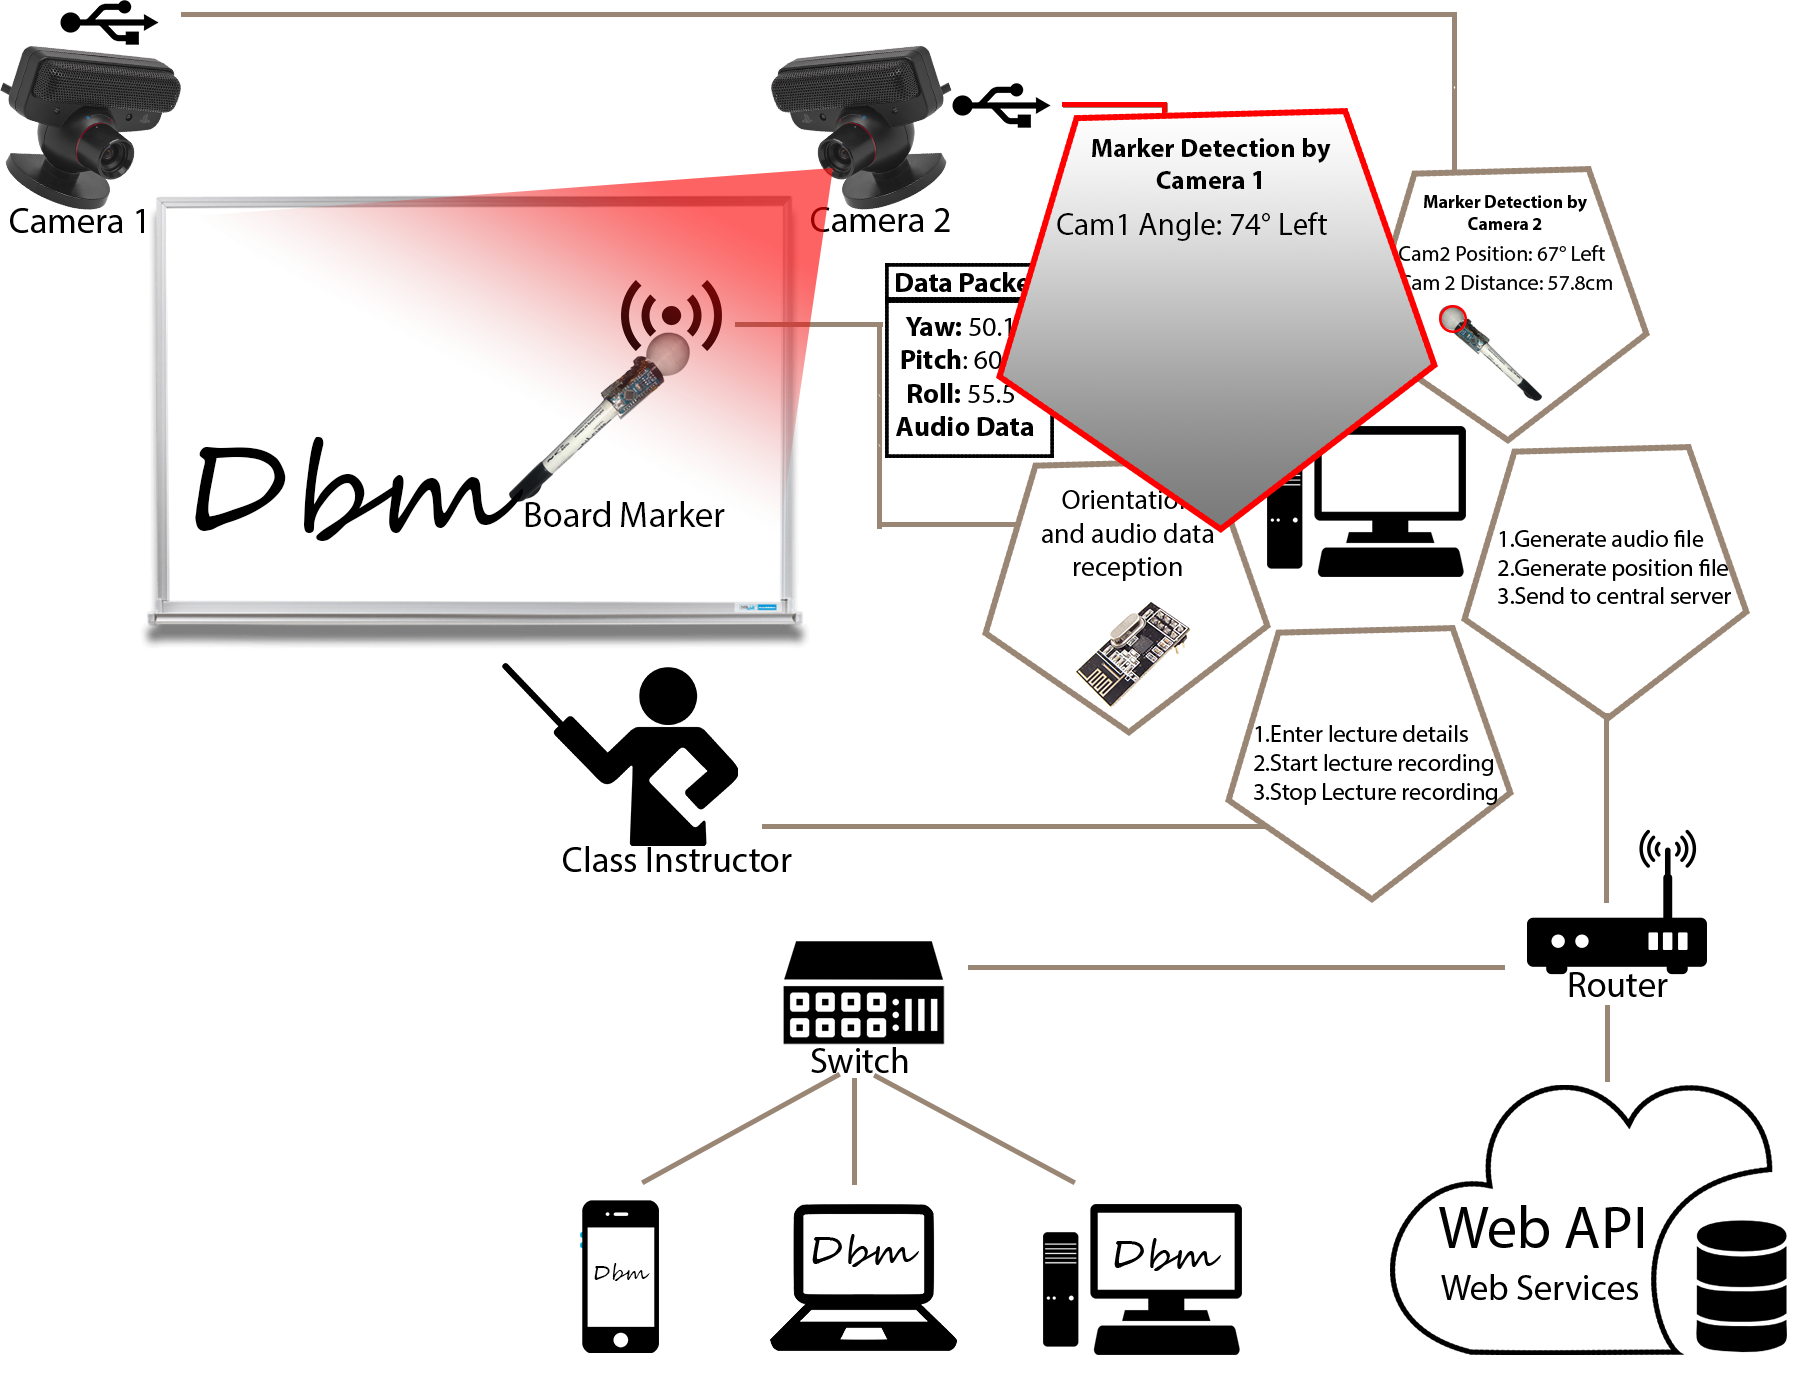 Camera 1
Camera 2
Marker Detection by
Camera 1
Cam1 Angle: 74° Left
Marker Detection by
Camera 2
Cam2 Position: 67° Left
Cam 2 Distance: 57.8cm
Data Packe
Yaw: 50.1
Pitch: 60
Roll: 55.5
Audio Data
Dbm
Board Marker
Orientation
and audio data
reception
1.Generate audio file
2.Generate position file
3.Send to central server
1.Enter lecture details
2.Start lecture recording
3.Stop Lecture recording
Class Instructor
Router
Switch
Dbm
Dbm
Dbm
Web API
Web Services